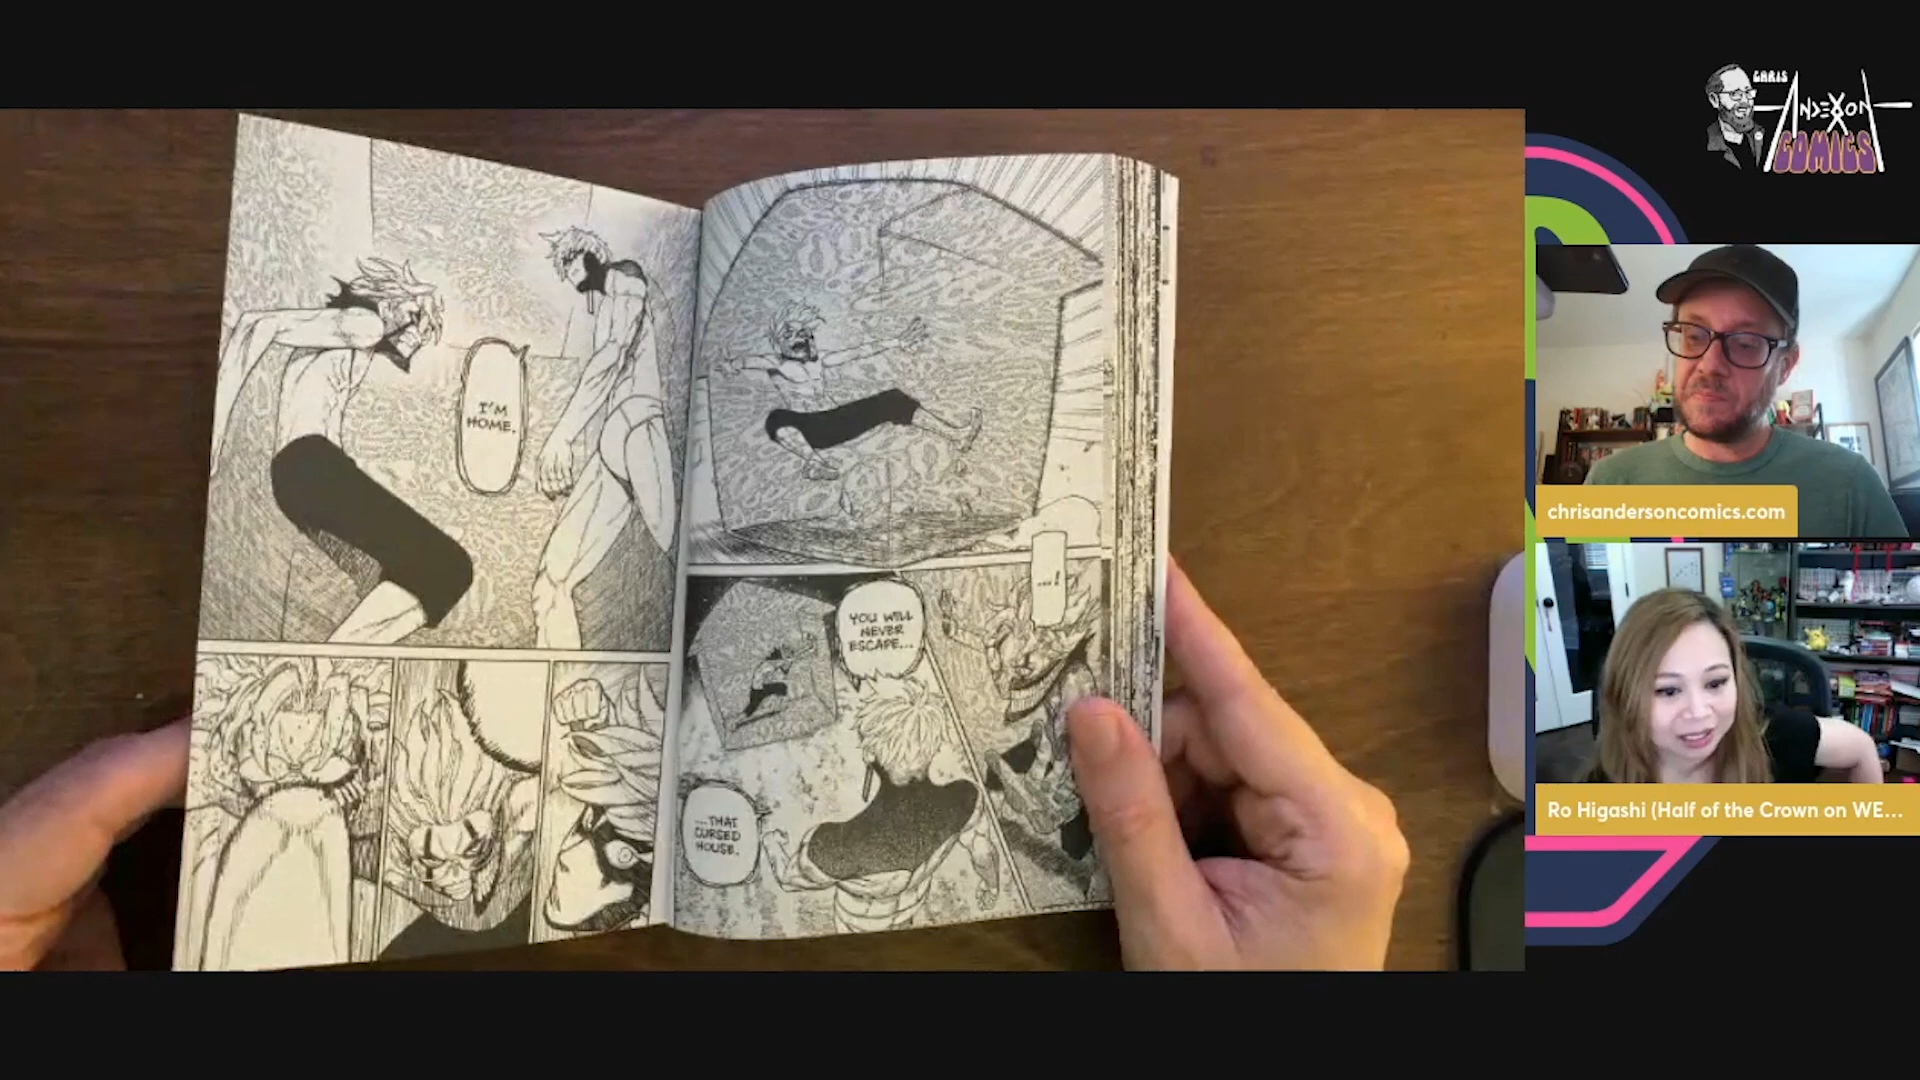 I'M
HOME.
...!
YOU WILL
NEVER
ESCAPE...
...THAT
CURSED
HOUSE.
CHRIS
ANDERSON
COMICS
chrisandersoncomics.com
Ro Higashi (Half of the Crown on WE...